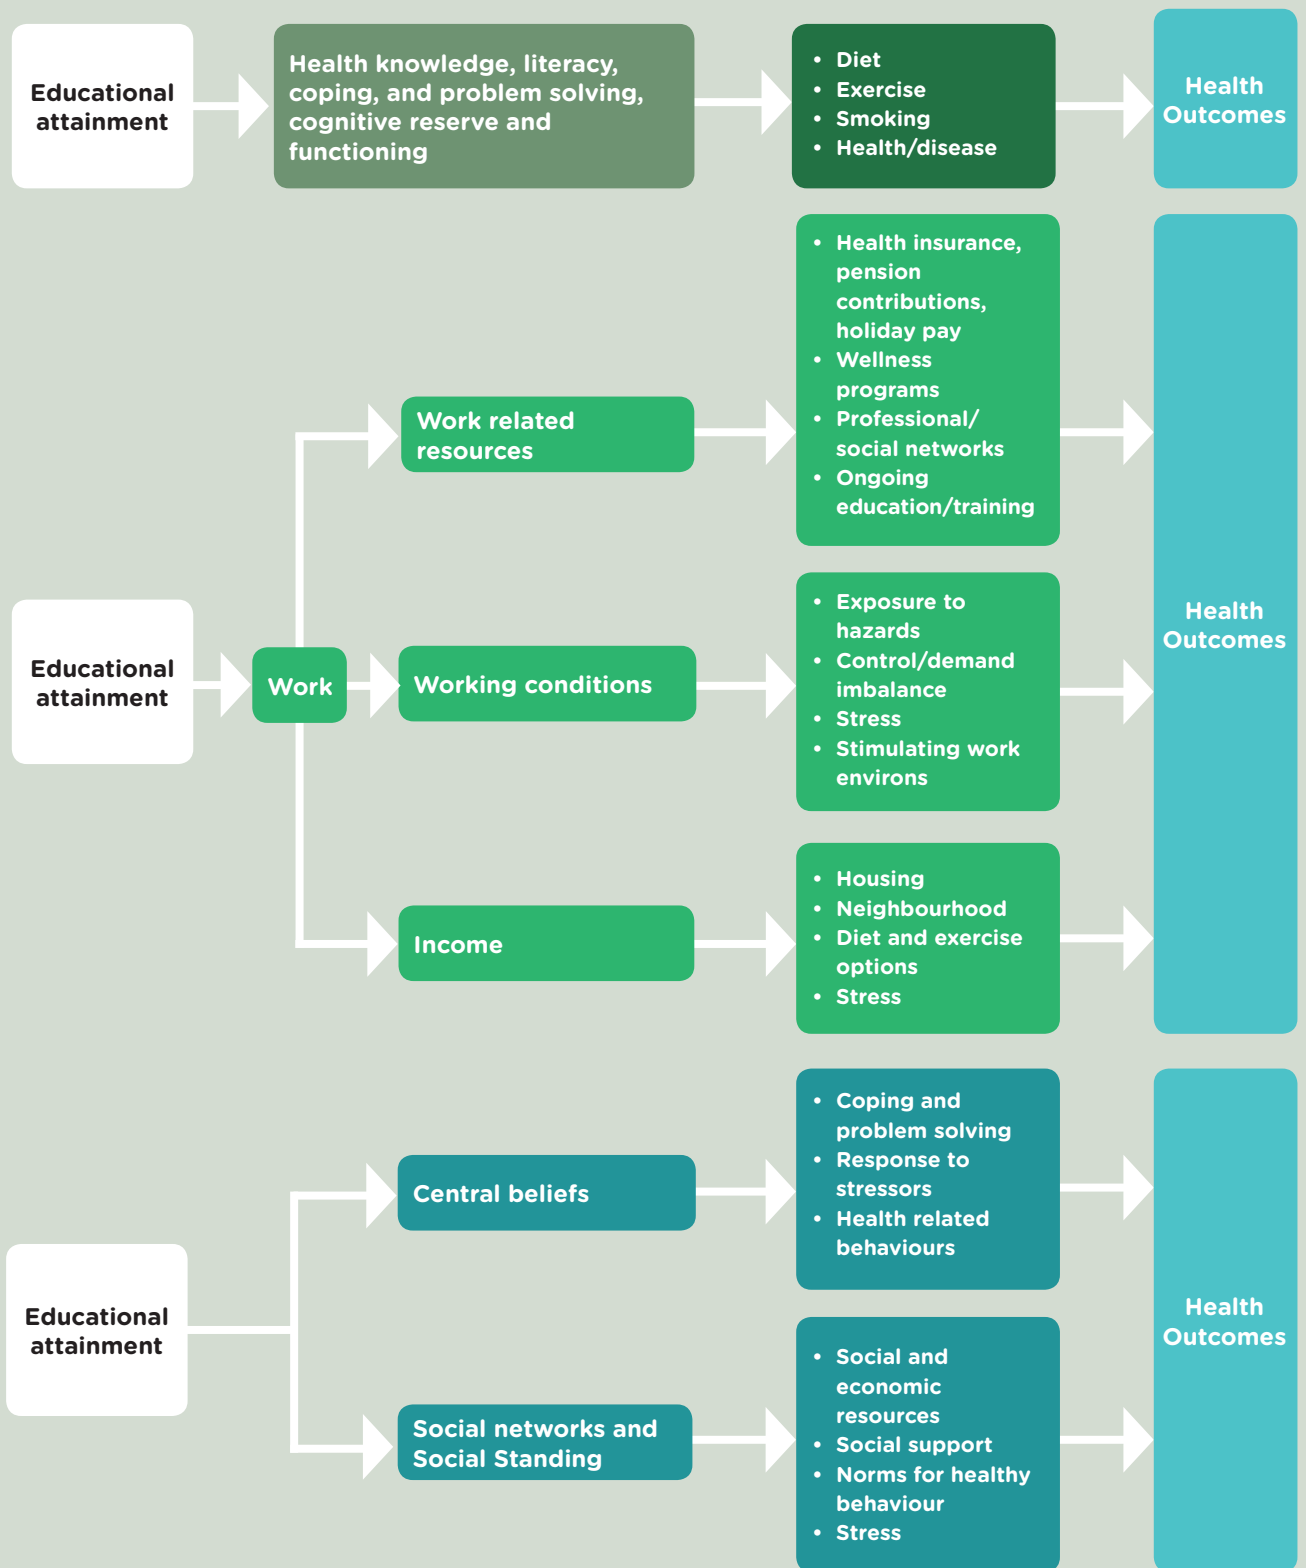 Educational
attainment
Health knowledge, literacy,
coping, and problem solving,
cognitive reserve and
functioning
• Diet
• Exercise
• Smoking
• Health/disease
Health
Outcomes
Educational
attainment
Work
Work related
resources
• Health insurance,
pension
contributions,
holiday pay
• Wellness
programs
• Professional/
social networks
• Ongoing
education/training
Working conditions
• Exposure to
hazards
• Control/demand
imbalance
• Stress
• Stimulating work
environs
Income
• Housing
• Neighbourhood
• Diet and exercise
options
• Stress
Health
Outcomes
Educational
attainment
Central beliefs
• Coping and
problem solving
• Response to
stressors
• Health related
behaviours
Social networks and
Social Standing
• Social and
economic
resources
• Social support
• Norms for healthy
behaviour
• Stress
Health
Outcomes